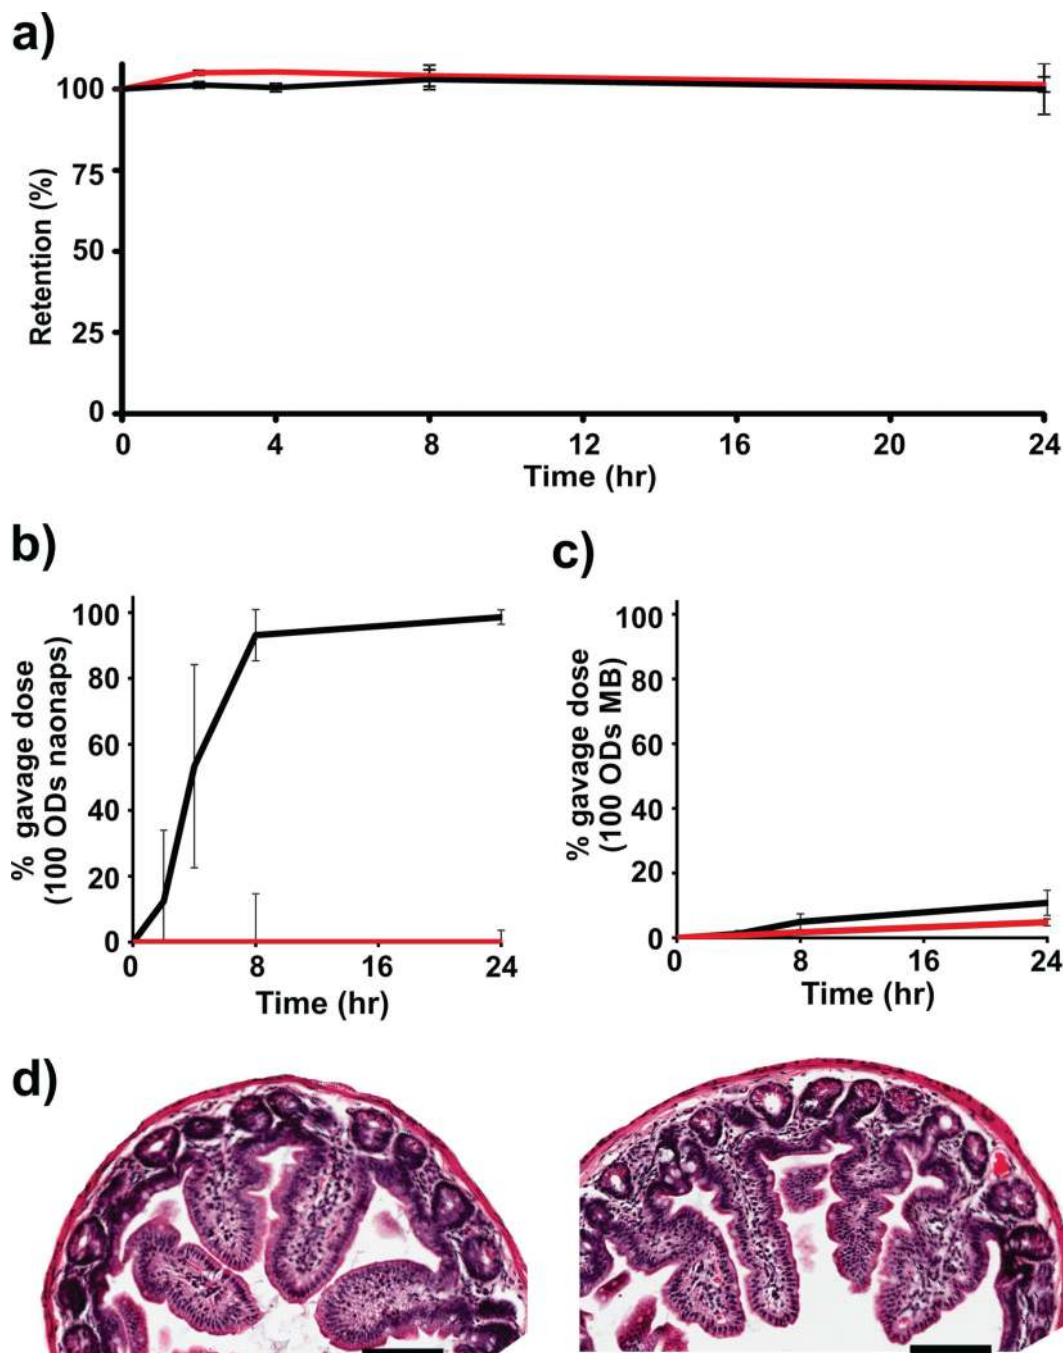 a)
100
75
50
25
0
Retention (%)
0 4 8 12 16 20 24
Time (hr)
b)
100
80
60
40
20
0
% gavage dose
(100 ODs naonaps)
0 8 16 24
Time (hr)
c)
100
80
60
40
20
0
% gavage dose
(100 ODs MB)
0 8 16 24
Time (hr)
d)